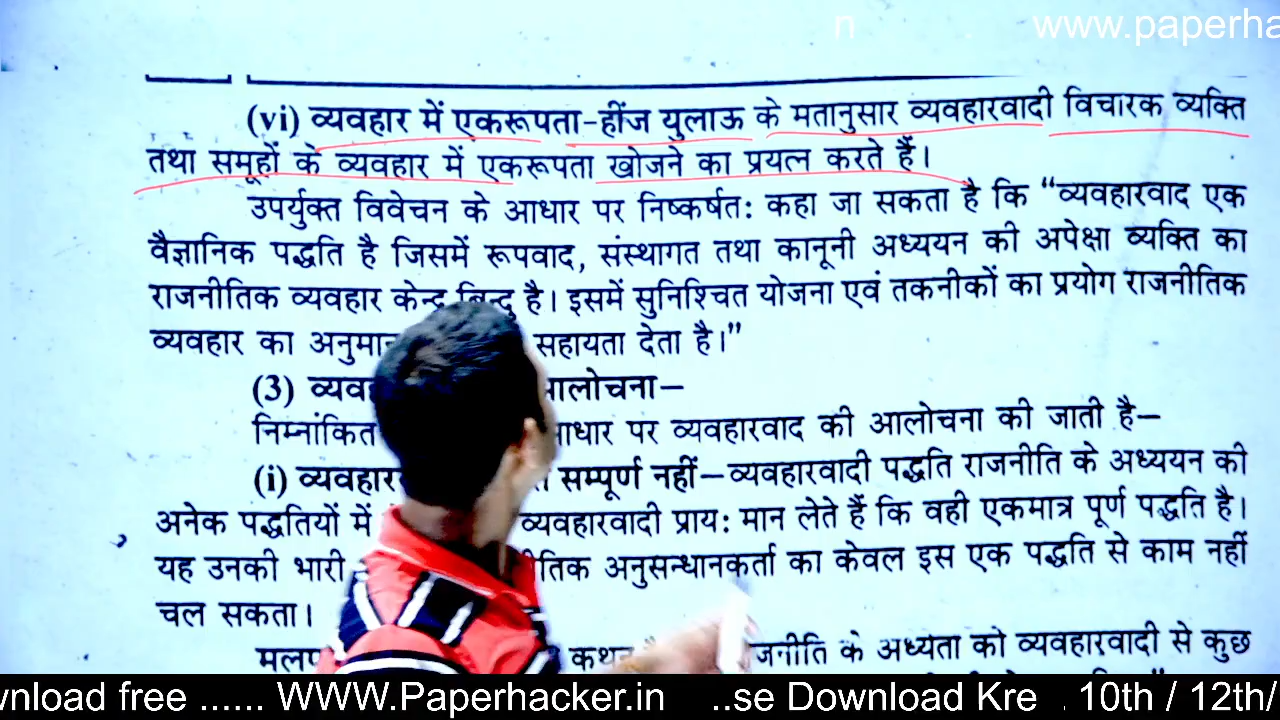 n . www.paperha
(vi) व्यवहार में एकरूपता-हींज युलाऊ के मतानुसार व्यवहारवादी विचारक व्यक्ति
तथा समूहों के व्यवहार में एकरूपता खोजने का प्रयत्न करते हैं।
उपर्युक्त विवेचन के आधार पर निष्कर्षत: कहा जा सकता है कि “व्यवहारवाद एक
वैज्ञानिक पद्धति है जिसमें रूपवाद, संस्थागत तथा कानूनी अध्ययन की अपेक्षा व्यक्ति का
राजनीतिक व्यवहार केन्द्र बिन्दु है। इसमें सुनिश्चित योजना एवं तकनीकों का प्रयोग राजनीतिक
व्यवहार का अनुमा सहायता देता है।”
(3) व्यव आलोचना–
निम्नांकित आधार पर व्यवहारवाद की आलोचना की जाती है–
(i) व्यवहार सम्पूर्ण नहीं–व्यवहारवादी पद्धति राजनीति के अध्ययन की
अनेक पद्धतियों में व्यवहारवादी प्राय: मान लेते हैं कि वही एकमात्र पूर्ण पद्धति है।
यह उनकी भारी तिक अनुसन्धानकर्ता का केवल इस एक पद्धति से काम नहीं
चल सकता।
कथन जनीति के अध्येता को व्यवहारवादी से कुछ
wnload free ...... WWW.Paperhacker.in ..se Download Kre . 10th / 12th/